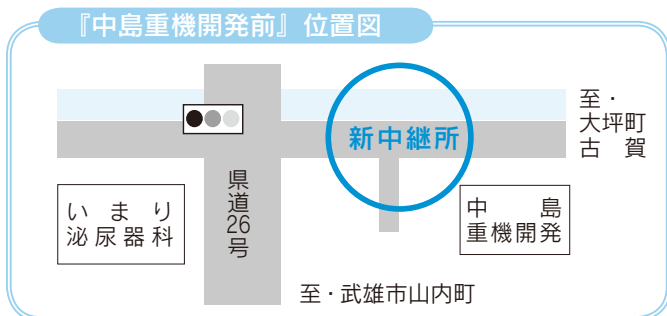 『中島重機開発前』位置図
至・
大坪町
古賀
新中継所
県道26号
いまり
泌尿器科
中島
重機開発
至・武雄市山内町